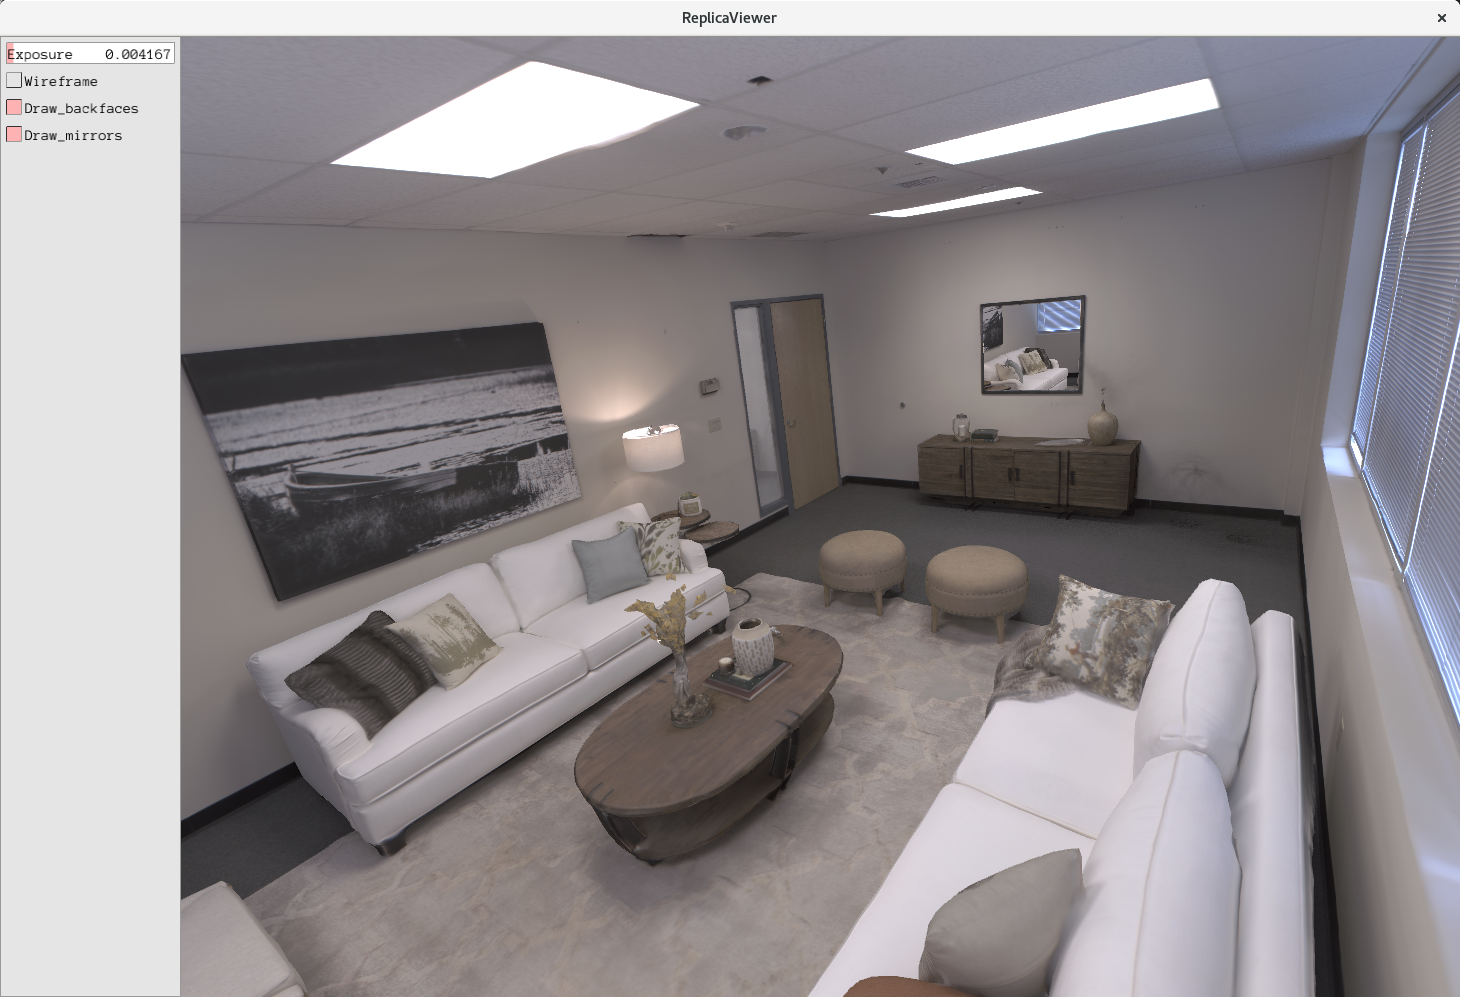 ReplicaViewer
Exposure 0.004167
Wireframe
Draw_backfaces
Draw_mirrors